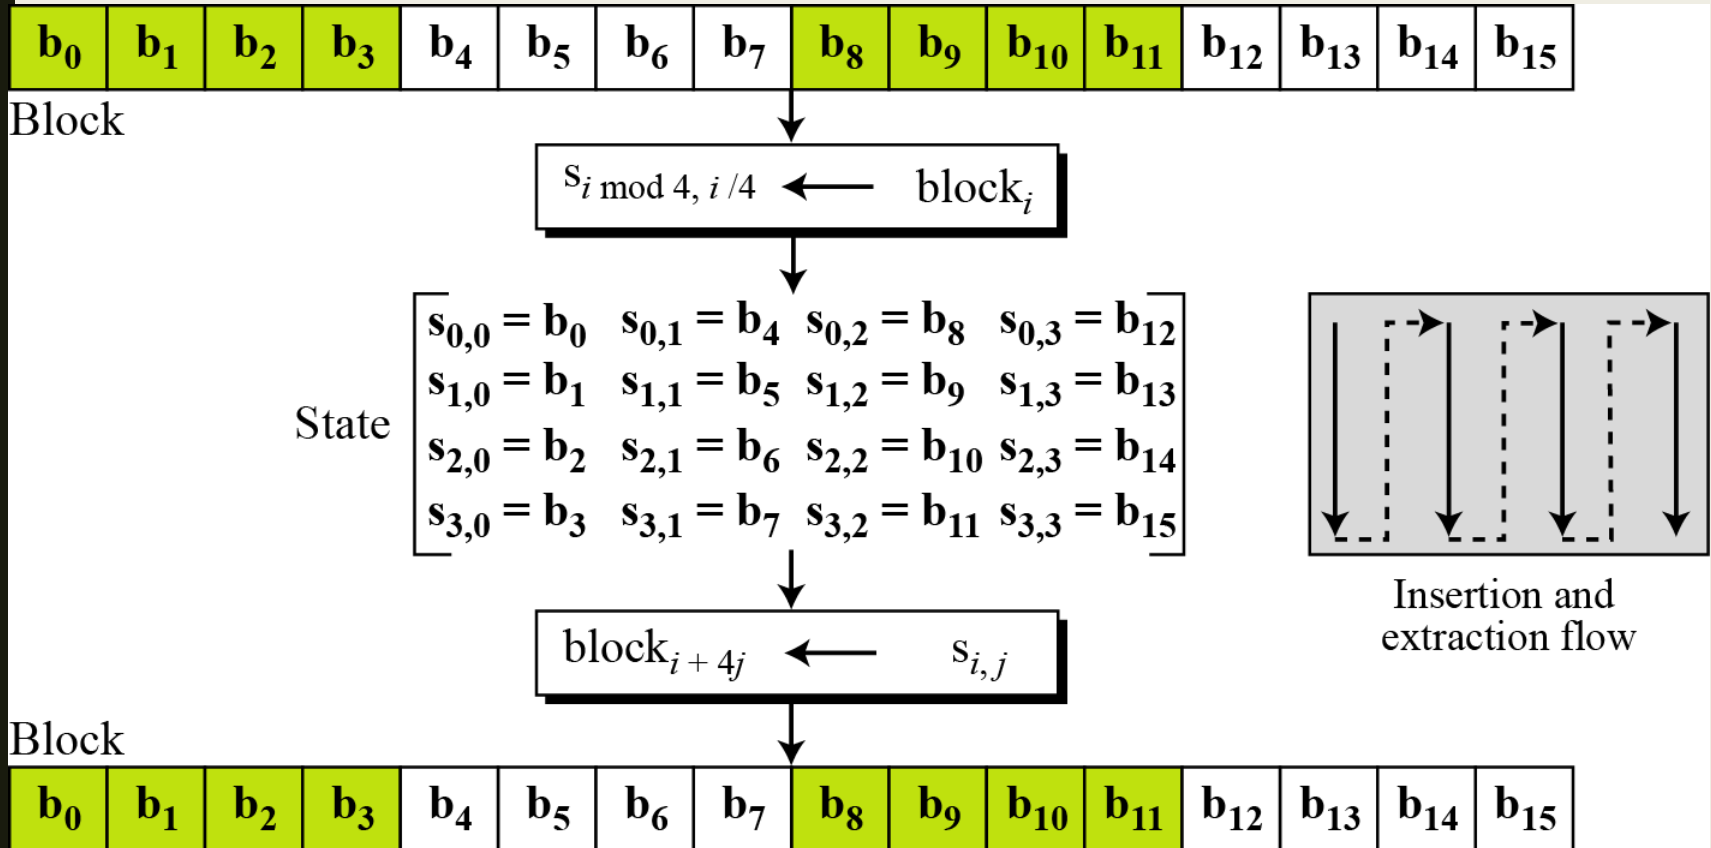 b0 b1 b2 b3 b4 b5 b6 b7 b8 b9 b10 b11 b12 b13 b14 b15
Block
s i mod 4, i /4 ← block i
s0,0 = b0 s0,1 = b4 s0,2 = b8 s0,3 = b12
s1,0 = b1 s1,1 = b5 s1,2 = b9 s1,3 = b13
State
s2,0 = b2 s2,1 = b6 s2,2 = b10 s2,3 = b14
s3,0 = b3 s3,1 = b7 s3,2 = b11 s3,3 = b15
Insertion and
extraction flow
block i + 4j ← s i, j
Block
b0 b1 b2 b3 b4 b5 b6 b7 b8 b9 b10 b11 b12 b13 b14 b15